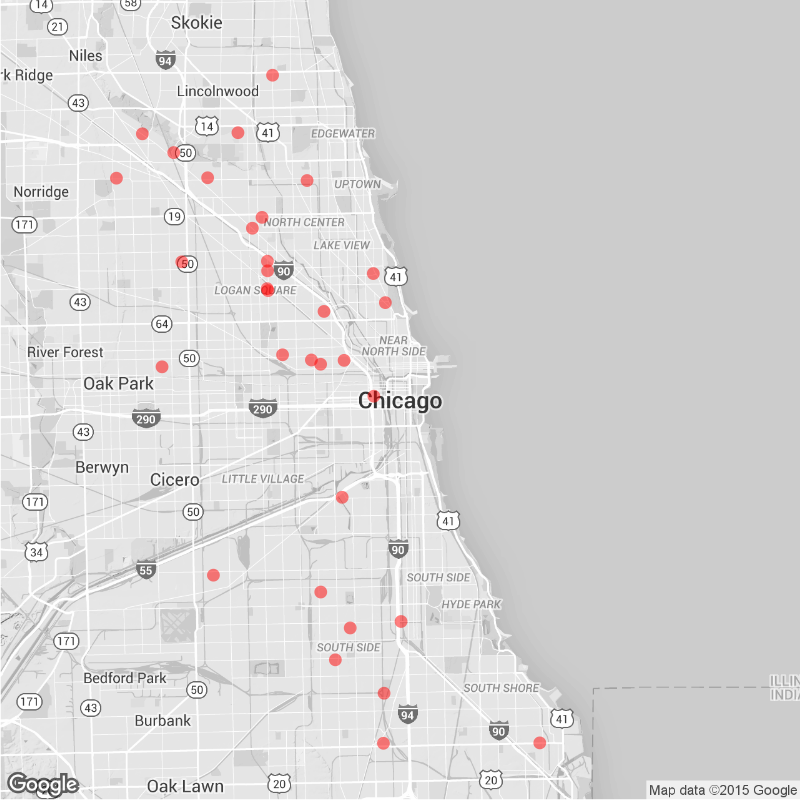 14
58
21
Skokie
Niles
94
rk Ridge
Lincolnwood
43
14
41
EDGEWATER
50
UPTOWN
Norridge
19
171
NORTH CENTER
LAKE VIEW
50
90
41
LOGAN SQUARE
43
64
NEAR
NORTH SIDE
River Forest
50
Oak Park
Chicago
290
290
43
Berwyn
Cicero
LITTLE VILLAGE
171
50
41
34
90
55
SOUTH SIDE
HYDE PARK
171
SOUTH SIDE
Bedford Park
ILLIN
INDIA
50
SOUTH SHORE
171
43
94
41
Burbank
90
Google
Oak Lawn
20
20
Map data ©2015 Google